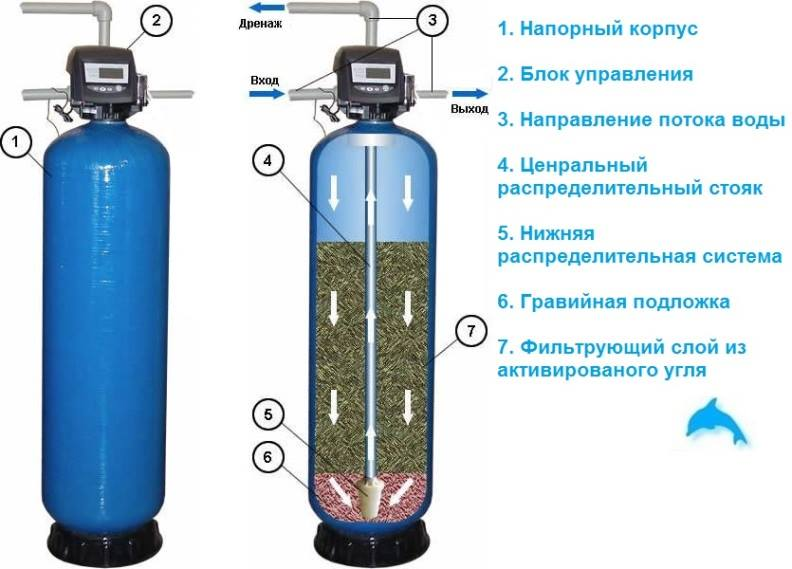 Дренаж
3
2
Вход
Выход
1
4
7
5
6
1. Напорный корпус
2. Блок управления
3. Направление потока воды
4. Ценральный
распределительный стояк
5. Нижняя
распределительная система
6. Гравийная подложка
7. Фильтрующий слой из
активированого угля